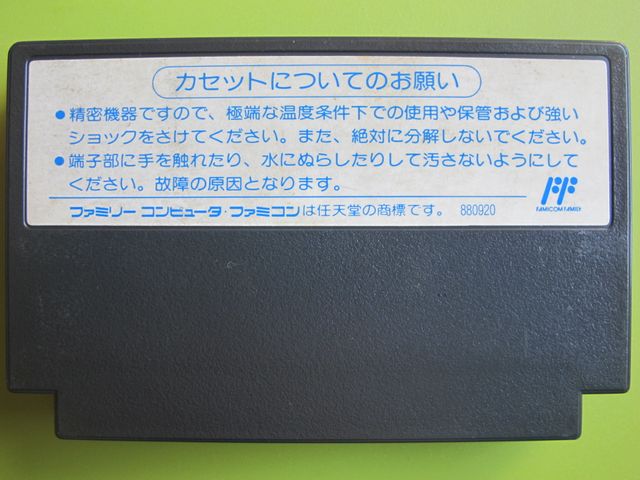 カセットについてのお願い
●精密機器ですので、極端な温度条件下での使用や保管および強い
ショックをさけてください。また、絶対に分解しないでください。
●端子部に手を触れたり、水にぬらしたりして汚さないようにして
ください。故障の原因となります。
FF
FAMICOM FAMILY
ファミリーコンピュータ・ファミコンは任天堂の商標です。 880920